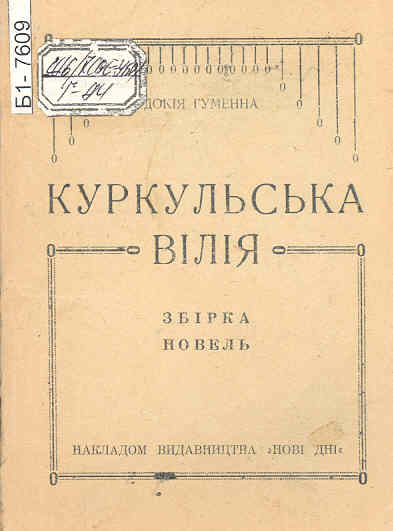 Б1-7609
ДОКІЯ ГУМЕННА
КУРКУЛЬСЬКА
ВІЛІЯ
ЗБІРКА
НОВЕЛЬ
НАКЛАДОМ ВИДАВНИЦТВА »НОВІ ДНІ«